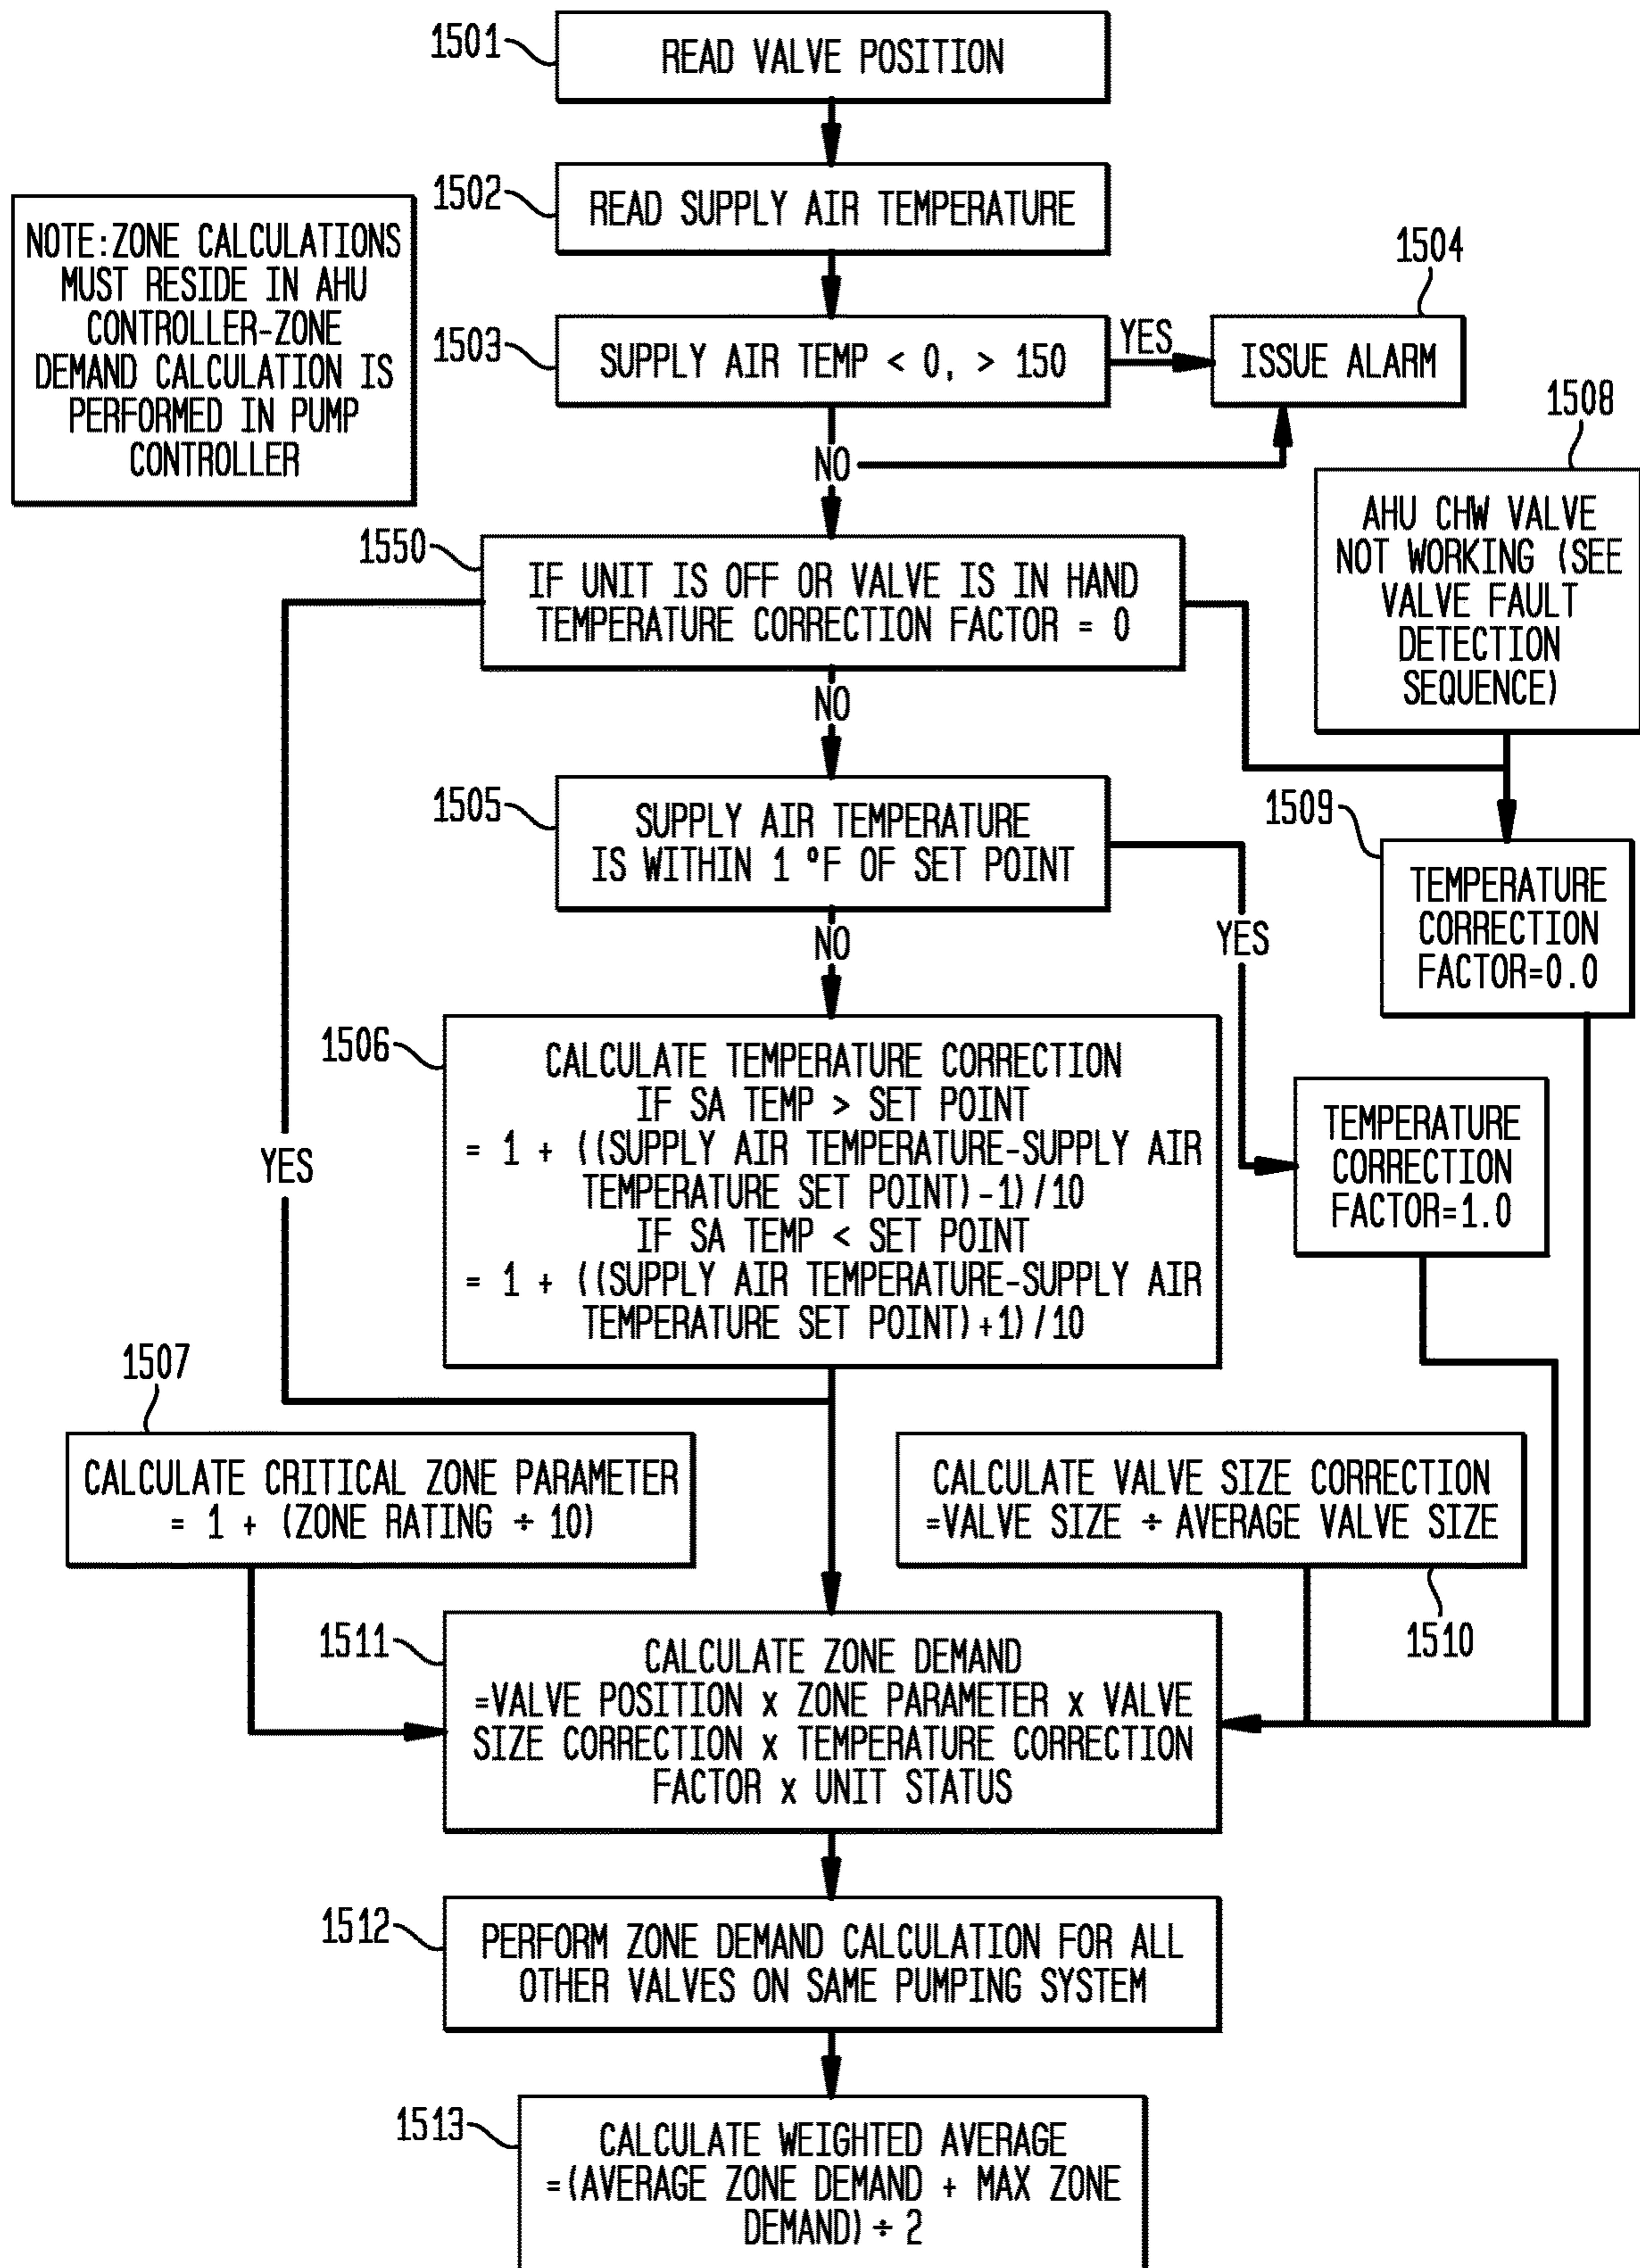 1501
READ VALVE POSITION
1502
READ SUPPLY AIR TEMPERATURE
NOTE:ZONE CALCULATIONS
MUST RESIDE IN AHU
CONTROLLER-ZONE
DEMAND CALCULATION IS
PERFORMED IN PUMP
CONTROLLER
1503
SUPPLY AIR TEMP < 0, > 150
YES
1504
ISSUE ALARM
NO
1508
AHU CHW VALVE
NOT WORKING (SEE
VALVE FAULT
DETECTION
SEQUENCE)
1550
IF UNIT IS OFF OR VALVE IS IN HAND
TEMPERATURE CORRECTION FACTOR = 0
NO
1505
SUPPLY AIR TEMPERATURE
IS WITHIN 1 °F OF SET POINT
1509
TEMPERATURE
CORRECTION
FACTOR=0.0
NO
YES
1506
CALCULATE TEMPERATURE CORRECTION
IF SA TEMP > SET POINT
= 1 + ((SUPPLY AIR TEMPERATURE-SUPPLY AIR
TEMPERATURE SET POINT)-1)/10
IF SA TEMP < SET POINT
= 1 + ((SUPPLY AIR TEMPERATURE-SUPPLY AIR
TEMPERATURE SET POINT)+1)/10
YES
TEMPERATURE
CORRECTION
FACTOR=1.0
1507
CALCULATE CRITICAL ZONE PARAMETER
= 1 + (ZONE RATING ÷ 10)
CALCULATE VALVE SIZE CORRECTION
=VALVE SIZE ÷ AVERAGE VALVE SIZE
1510
1511
CALCULATE ZONE DEMAND
=VALVE POSITION x ZONE PARAMETER x VALVE
SIZE CORRECTION x TEMPERATURE CORRECTION
FACTOR x UNIT STATUS
1512
PERFORM ZONE DEMAND CALCULATION FOR ALL
OTHER VALVES ON SAME PUMPING SYSTEM
1513
CALCULATE WEIGHTED AVERAGE
=(AVERAGE ZONE DEMAND + MAX ZONE
DEMAND) ÷ 2